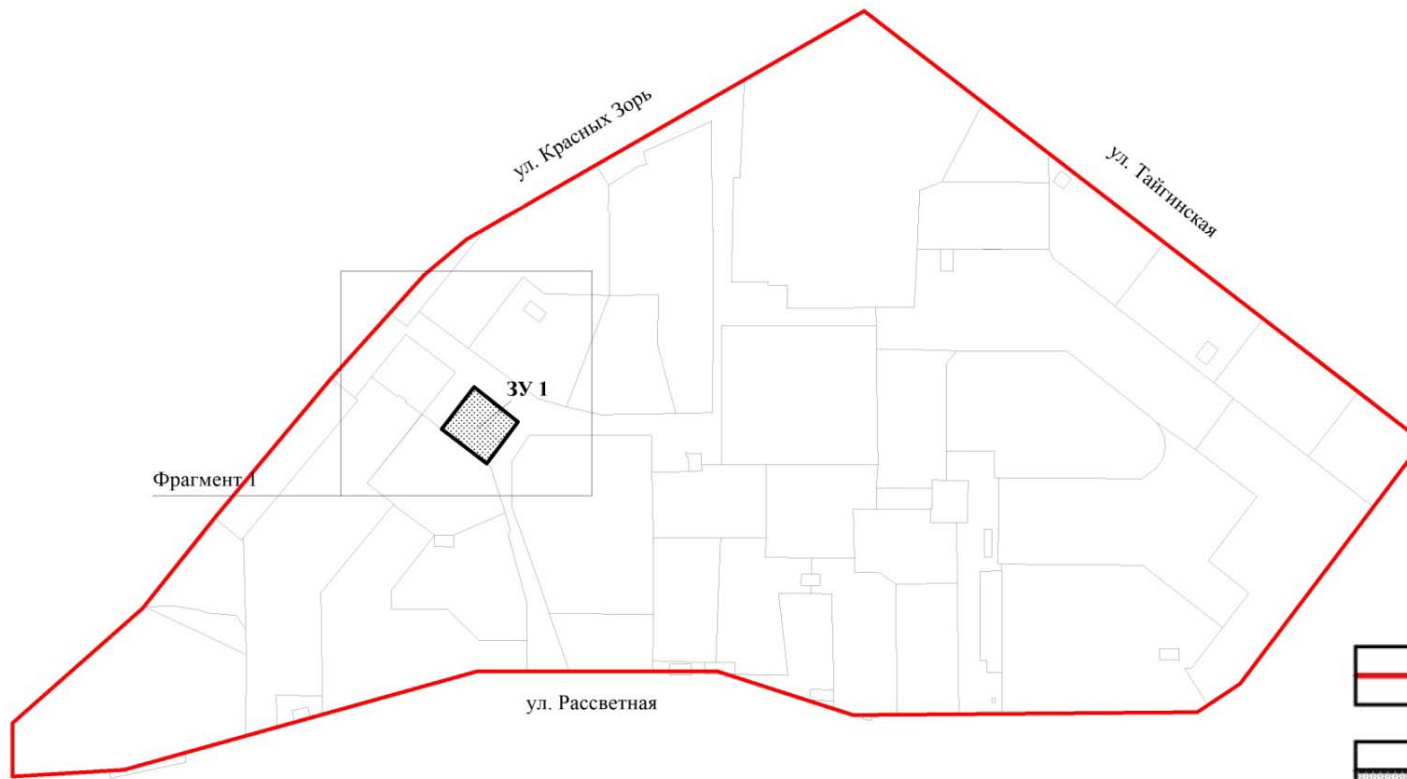 ул. Красных Зорь
ул. Тайгинская
ЗУ 1
Фрагмент 1
ул. Рассветная